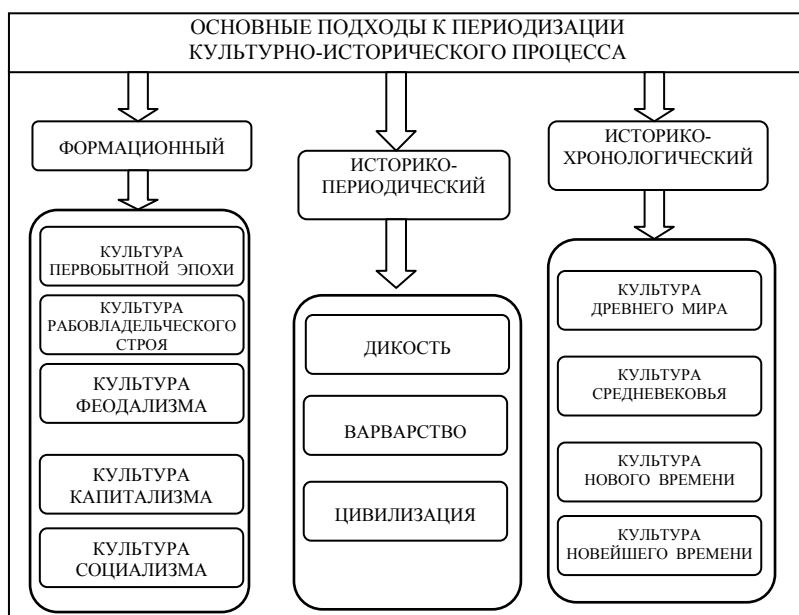 ОСНОВНЫЕ ПОДХОДЫ К ПЕРИОДИЗАЦИИ
КУЛЬТУРНО-ИСТОРИЧЕСКОГО ПРОЦЕССА
ФОРМАЦИОННЫЙ
КУЛЬТУРА
ПЕРВОБЫТНОЙ ЭПОХИ
КУЛЬТУРА
РАБОВЛАДЕЛЬЧЕСКОГО
СТРОЯ
КУЛЬТУРА
ФЕОДАЛИЗМА
КУЛЬТУРА
КАПИТАЛИЗМА
КУЛЬТУРА
СОЦИАЛИЗМА
ИСТОРИКО-
ПЕРИОДИЧЕСКИЙ
ДИКОСТЬ
ВАРВАРСТВО
ЦИВИЛИЗАЦИЯ
ИСТОРИКО-
ХРОНОЛОГИЧЕСКИЙ
КУЛЬТУРА
ДРЕВНЕГО МИРА
КУЛЬТУРА
СРЕДНЕВЕКОВЬЯ
КУЛЬТУРА
НОВОГО ВРЕМЕНИ
КУЛЬТУРА
НОВЕЙШЕГО ВРЕМЕНИ